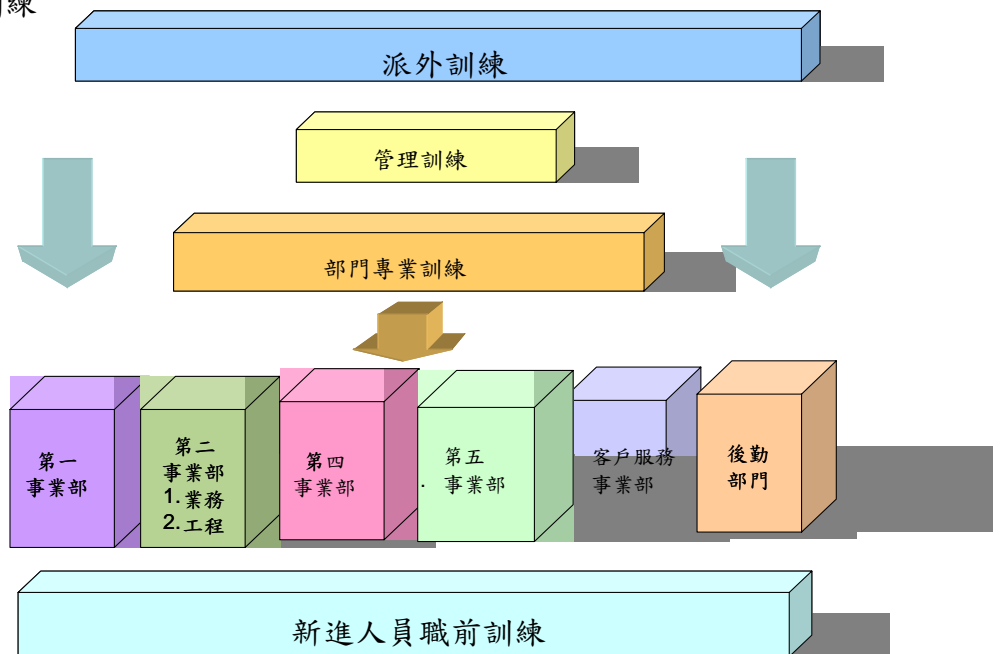 練
派外訓練
管理訓練
部門專業訓練
第一
事業部
第二
事業部
1.業務
2.工程
第四
事業部
第五
. 事業部
客戶服務
事業部
後勤
部門
新進人員職前訓練